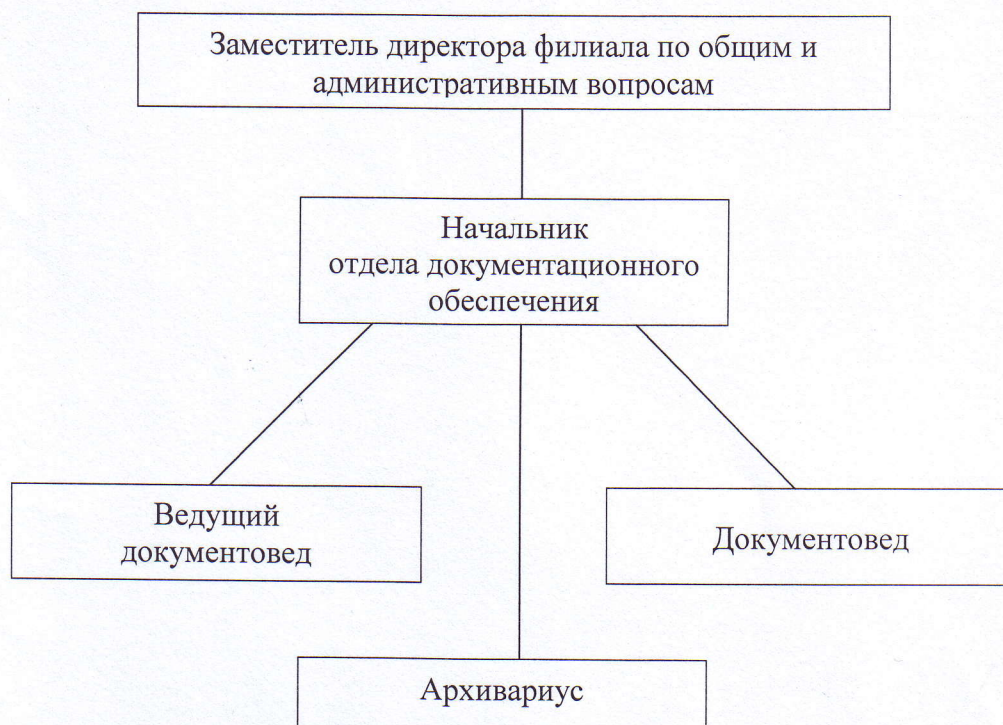 Заместитель директора филиала по общим и
административным вопросам
Начальник
отдела документационного
обеспечения
Ведущий
документовед
Документовед
Архивариус